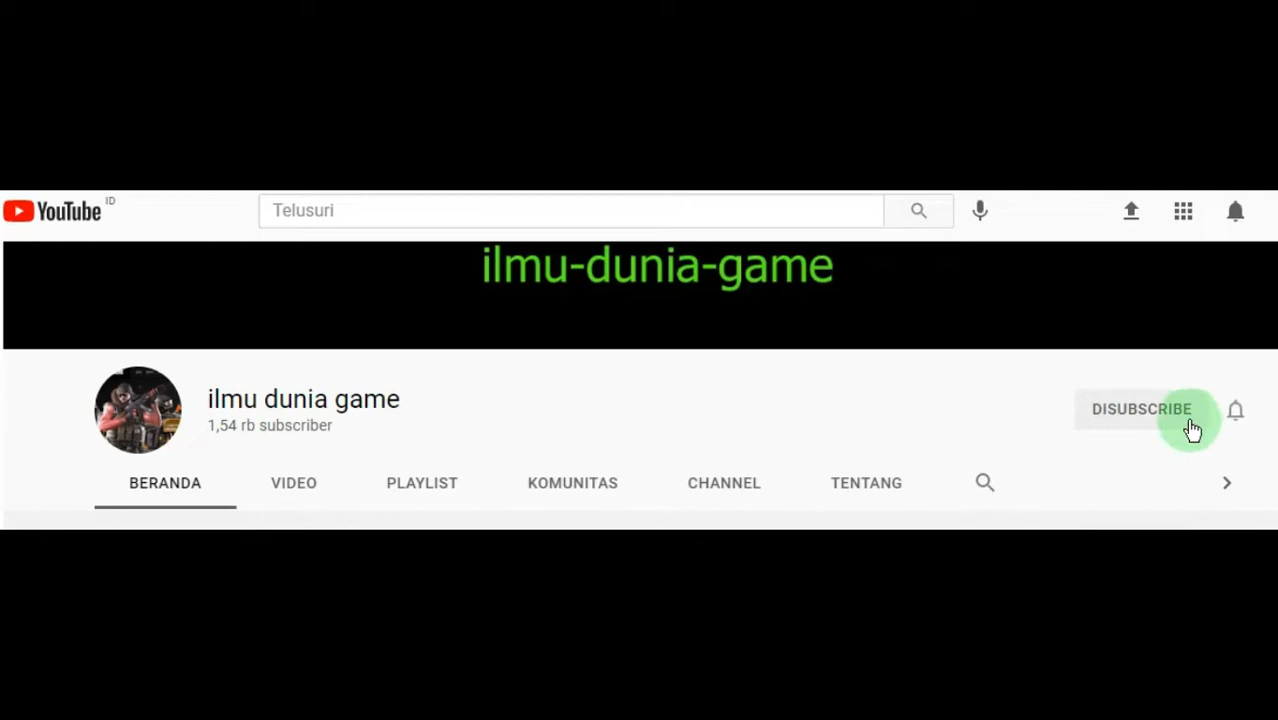 YouTube ID
Telusuri
ilmu-dunia-game
ilmu dunia game
1,54 rb subscriber
DISUBSCRIBE
BERANDA VIDEO PLAYLIST KOMUNITAS CHANNEL TENTANG